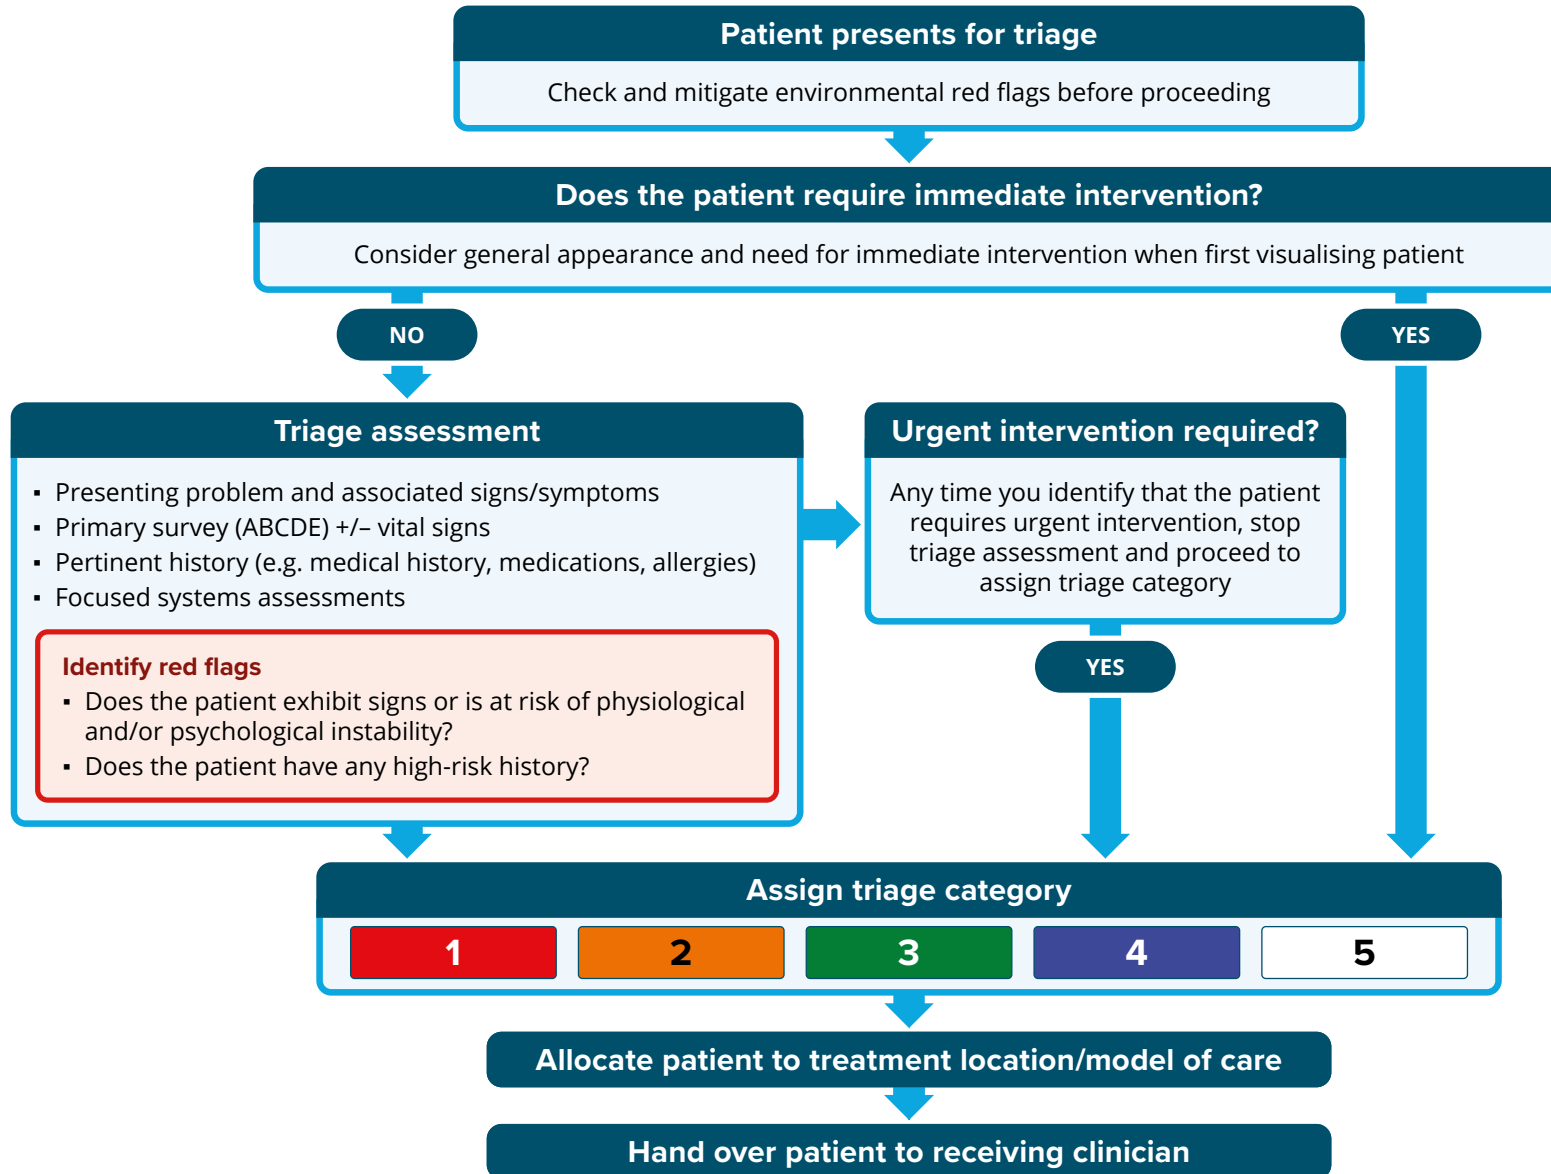 Patient presents for triage
Check and mitigate environmental red flags before proceeding
Does the patient require immediate intervention?
Consider general appearance and need for immediate intervention when first visualising patient
NO
YES
Triage assessment
▪ Presenting problem and associated signs/symptoms
▪ Primary survey (ABCDE) +/– vital signs
▪ Pertinent history (e.g. medical history, medications, allergies)
▪ Focused systems assessments
Identify red flags
▪ Does the patient exhibit signs or is at risk of physiological
and/or psychological instability?
▪ Does the patient have any high-risk history?
Urgent intervention required?
Any time you identify that the patient
requires urgent intervention, stop
triage assessment and proceed to
assign triage category
YES
Assign triage category
1 2 3 4 5
Allocate patient to treatment location/model of care
Hand over patient to receiving clinician